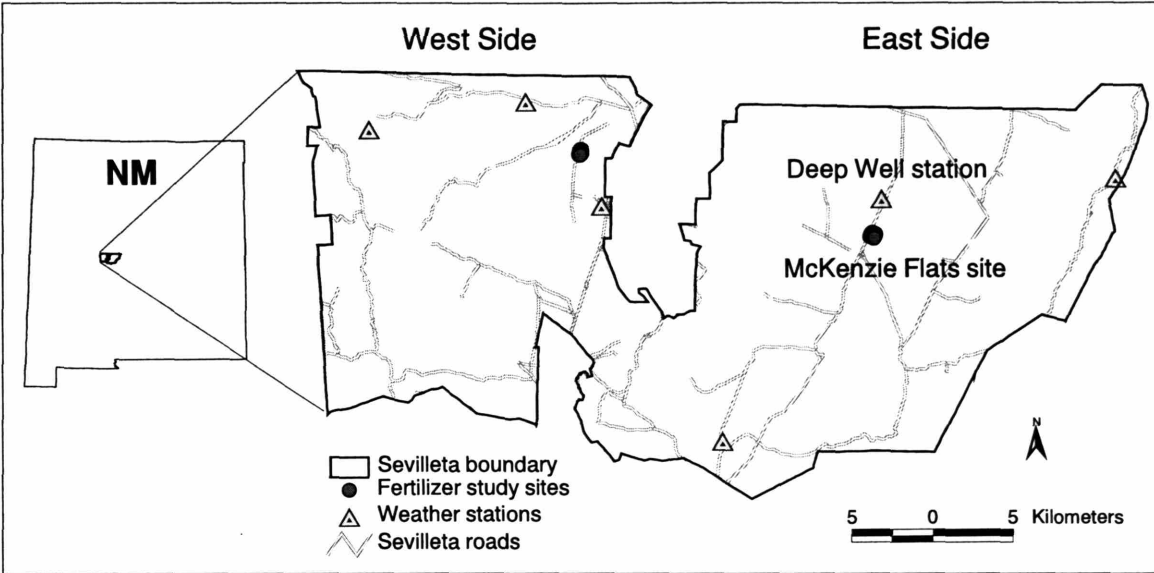 West Side
East Side
NM
Deep Well station
McKenzie Flats site
N
Sevilleta boundary
Fertilizer study sites
Weather stations
Sevilleta roads
5 0 5 Kilometers